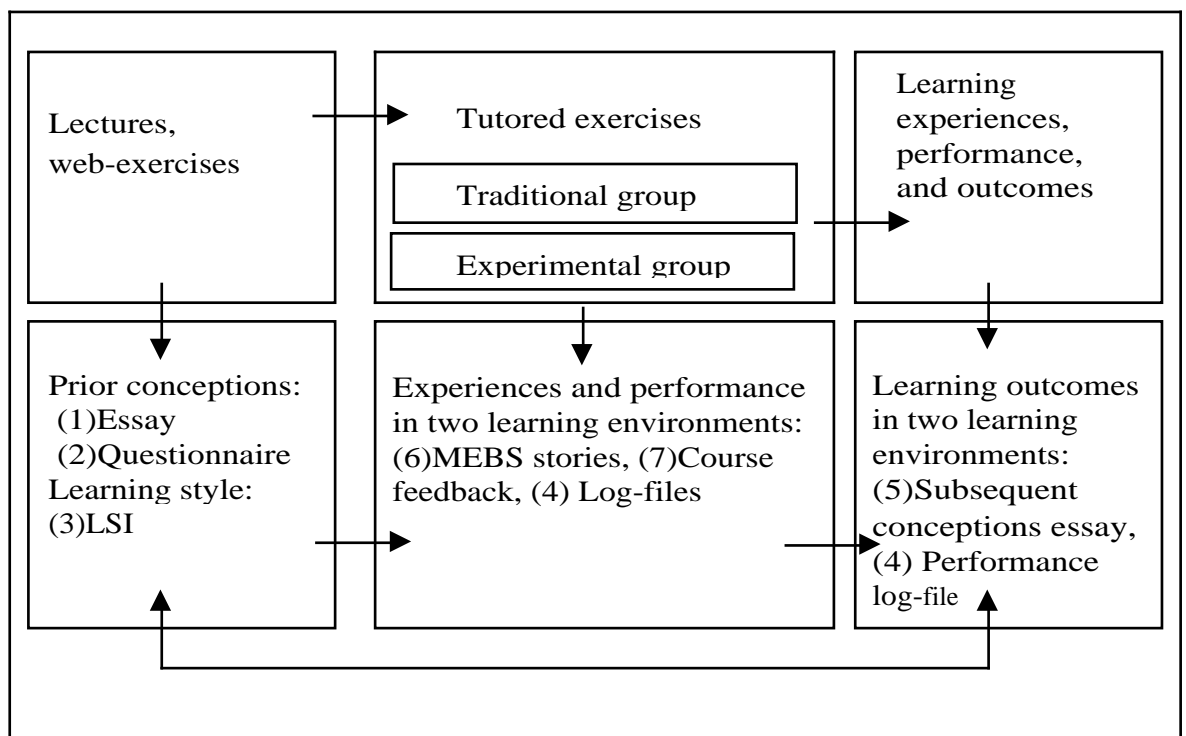 Lectures,
web-exercises
Tutored exercises
Traditional group
Experimental group
Learning
experiences,
performance,
and outcomes
Prior conceptions:
(1)Essay
(2)Questionnaire
Learning style:
(3)LSI
Experiences and performance
in two learning environments:
(6)MEBS stories, (7)Course
feedback, (4) Log-files
Learning outcomes
in two learning
environments:
(5)Subsequent
conceptions essay,
(4) Performance
log-file